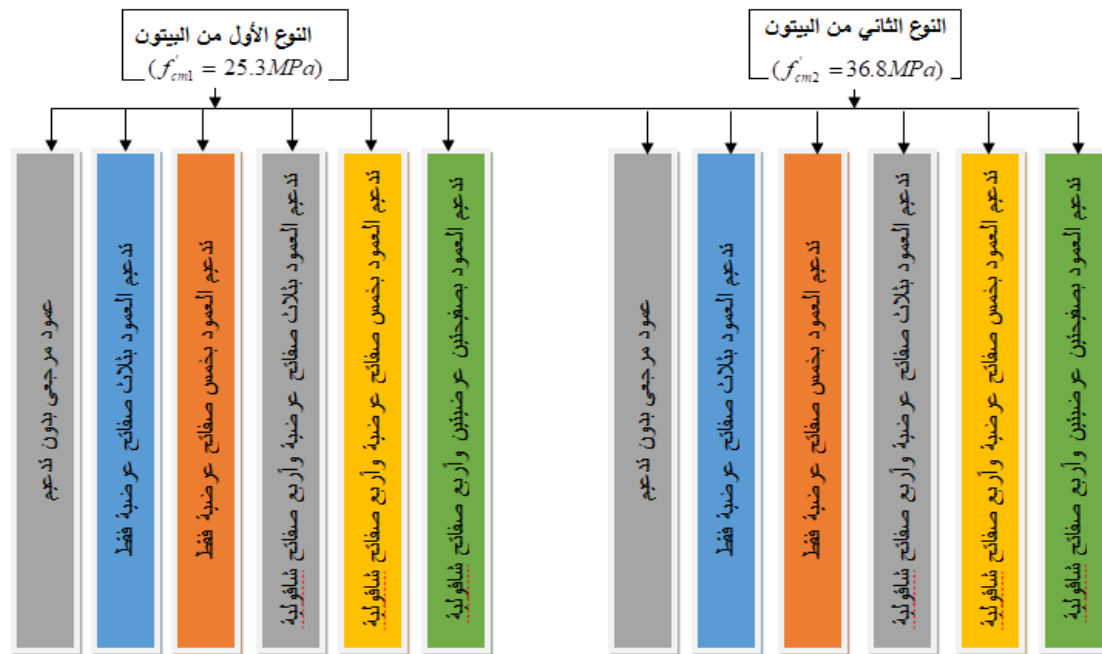 النوع الأول من البيتون
(f'cm1 = 25.3MPa)
النوع الثاني من البيتون
(f'cm2 = 36.8MPa)
عمود مرجعي بدون تدعيم
تدعيم العمود بثلاث صفائح عرضية فقط
تدعيم العمود بخمس صفائح عرضية فقط
تدعيم العمود بثلاث صفائح عرضية وأربع صفائح شاقولية
تدعيم العمود بخمس صفائح عرضية وأربع صفائح شاقولية
تدعيم العمود بصفيحتين عرضيتين وأربع صفائح شاقولية
عمود مرجعي بدون تدعيم
تدعيم العمود بثلاث صفائح عرضية فقط
تدعيم العمود بخمس صفائح عرضية فقط
تدعيم العمود بثلاث صفائح عرضية وأربع صفائح شاقولية
تدعيم العمود بخمس صفائح عرضية وأربع صفائح شاقولية
تدعيم العمود بصفيحتين عرضيتين وأربع صفائح شاقولية